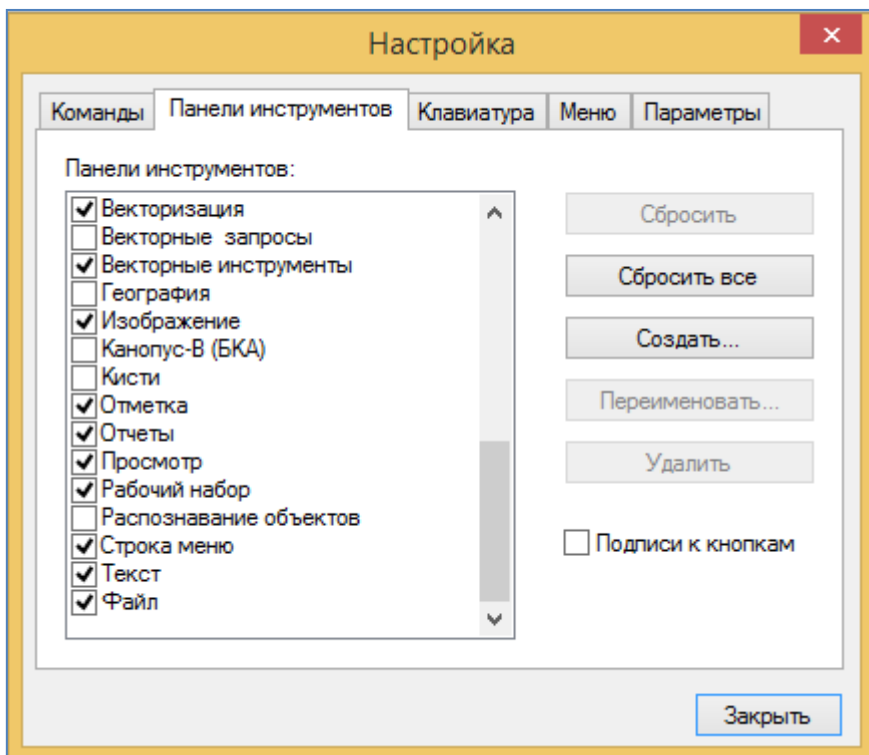 Настройка
Команды Панели инструментов Клавиатура Меню Параметры
Панели инструментов:
Векторизация
Векторные запросы
Векторные инструменты
География
Изображение
Канопус-В (БКА)
Кисти
Отметка
Отчеты
Просмотр
Рабочий набор
Распознавание объектов
Строка меню
Текст
Файл
Сбросить
Сбросить все
Создать...
Переименовать...
Удалить
Подписи к кнопкам
Закрыть